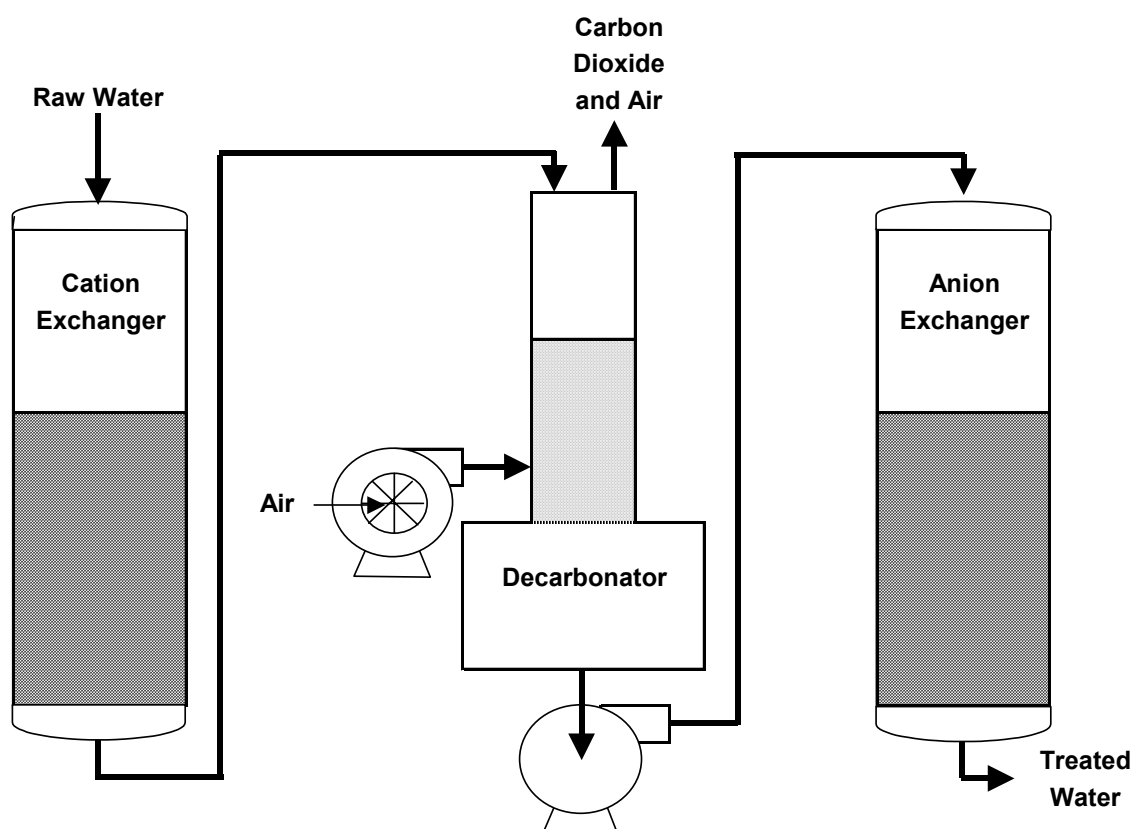 Carbon
Dioxide
and Air
Raw Water
Cation
Exchanger
Anion
Exchanger
Air
Decarbonator
Treated
Water